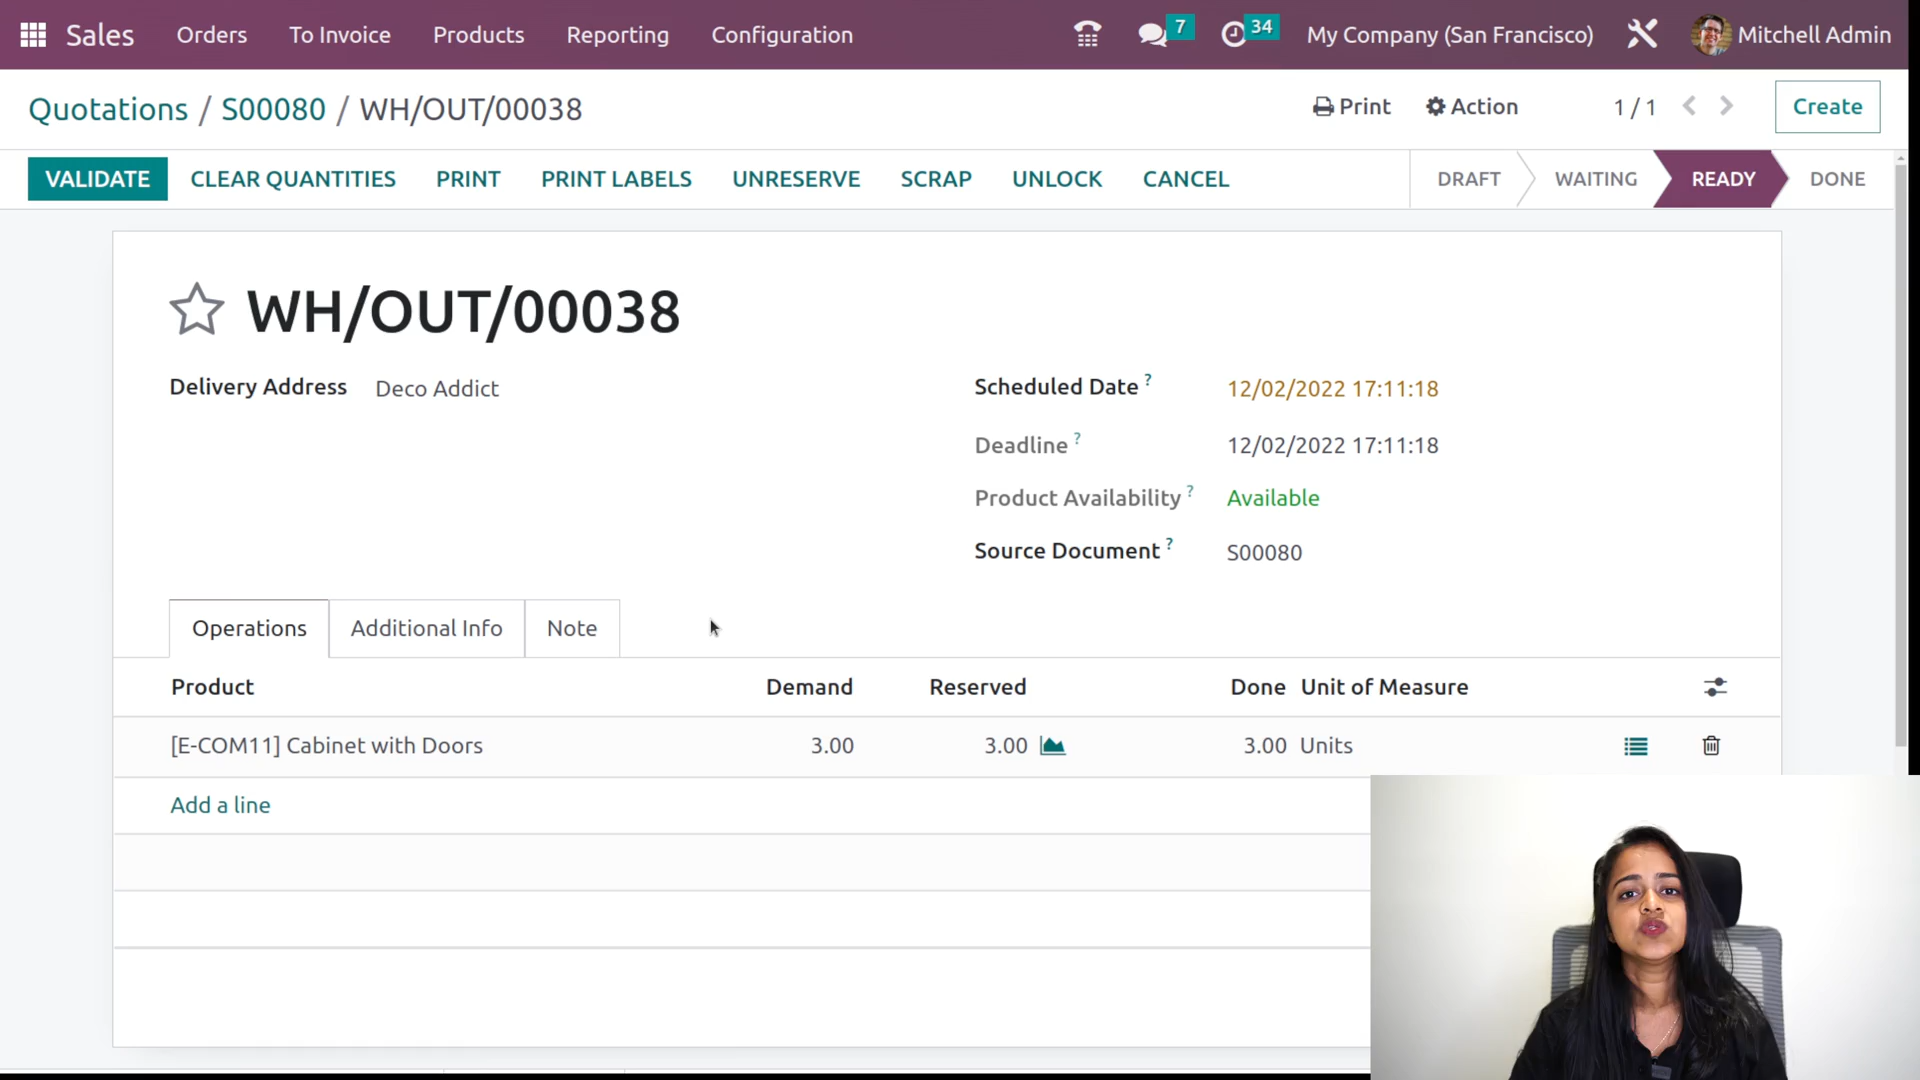 Sales Orders To Invoice Products Reporting Configuration 7 34 My Company (San Francisco) Mitchell Admin
Quotations / S00080 / WH/OUT/00038 Print Action 1 / 1 Create
VALIDATE CLEAR QUANTITIES PRINT PRINT LABELS UNRESERVE SCRAP UNLOCK CANCEL DRAFT WAITING READY DONE
WH/OUT/00038
Delivery Address Deco Addict
Scheduled Date ? 12/02/2022 17:11:18
Deadline ? 12/02/2022 17:11:18
Product Availability ? Available
Source Document ? S00080
Operations Additional Info Note
Product Demand Reserved Done Unit of Measure
[E-COM11] Cabinet with Doors 3.00 3.00 3.00 Units
Add a line